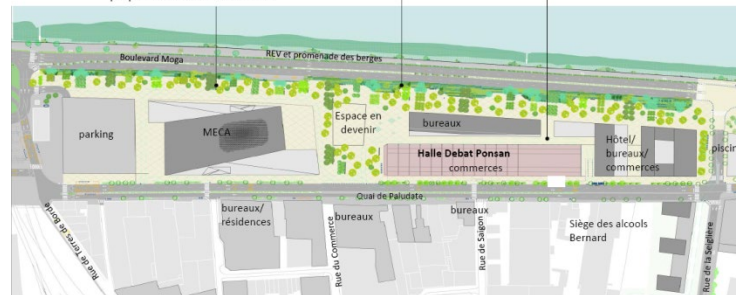 REV et promenade des berges
Boulevard Moga
Espace en
devenir
bureaux
parking
MECA
Hôtel/
bureaux/
commerces
piscin
Halle Debat Ponsan
commerces
Quai de Paludate
Rue de Terres de Borde
bureaux/
résidences
Rue du Commerce
bureaux
bureaux
Rue de Saïgon
Siège des alcools
Bernard
Rue de la Seiglière